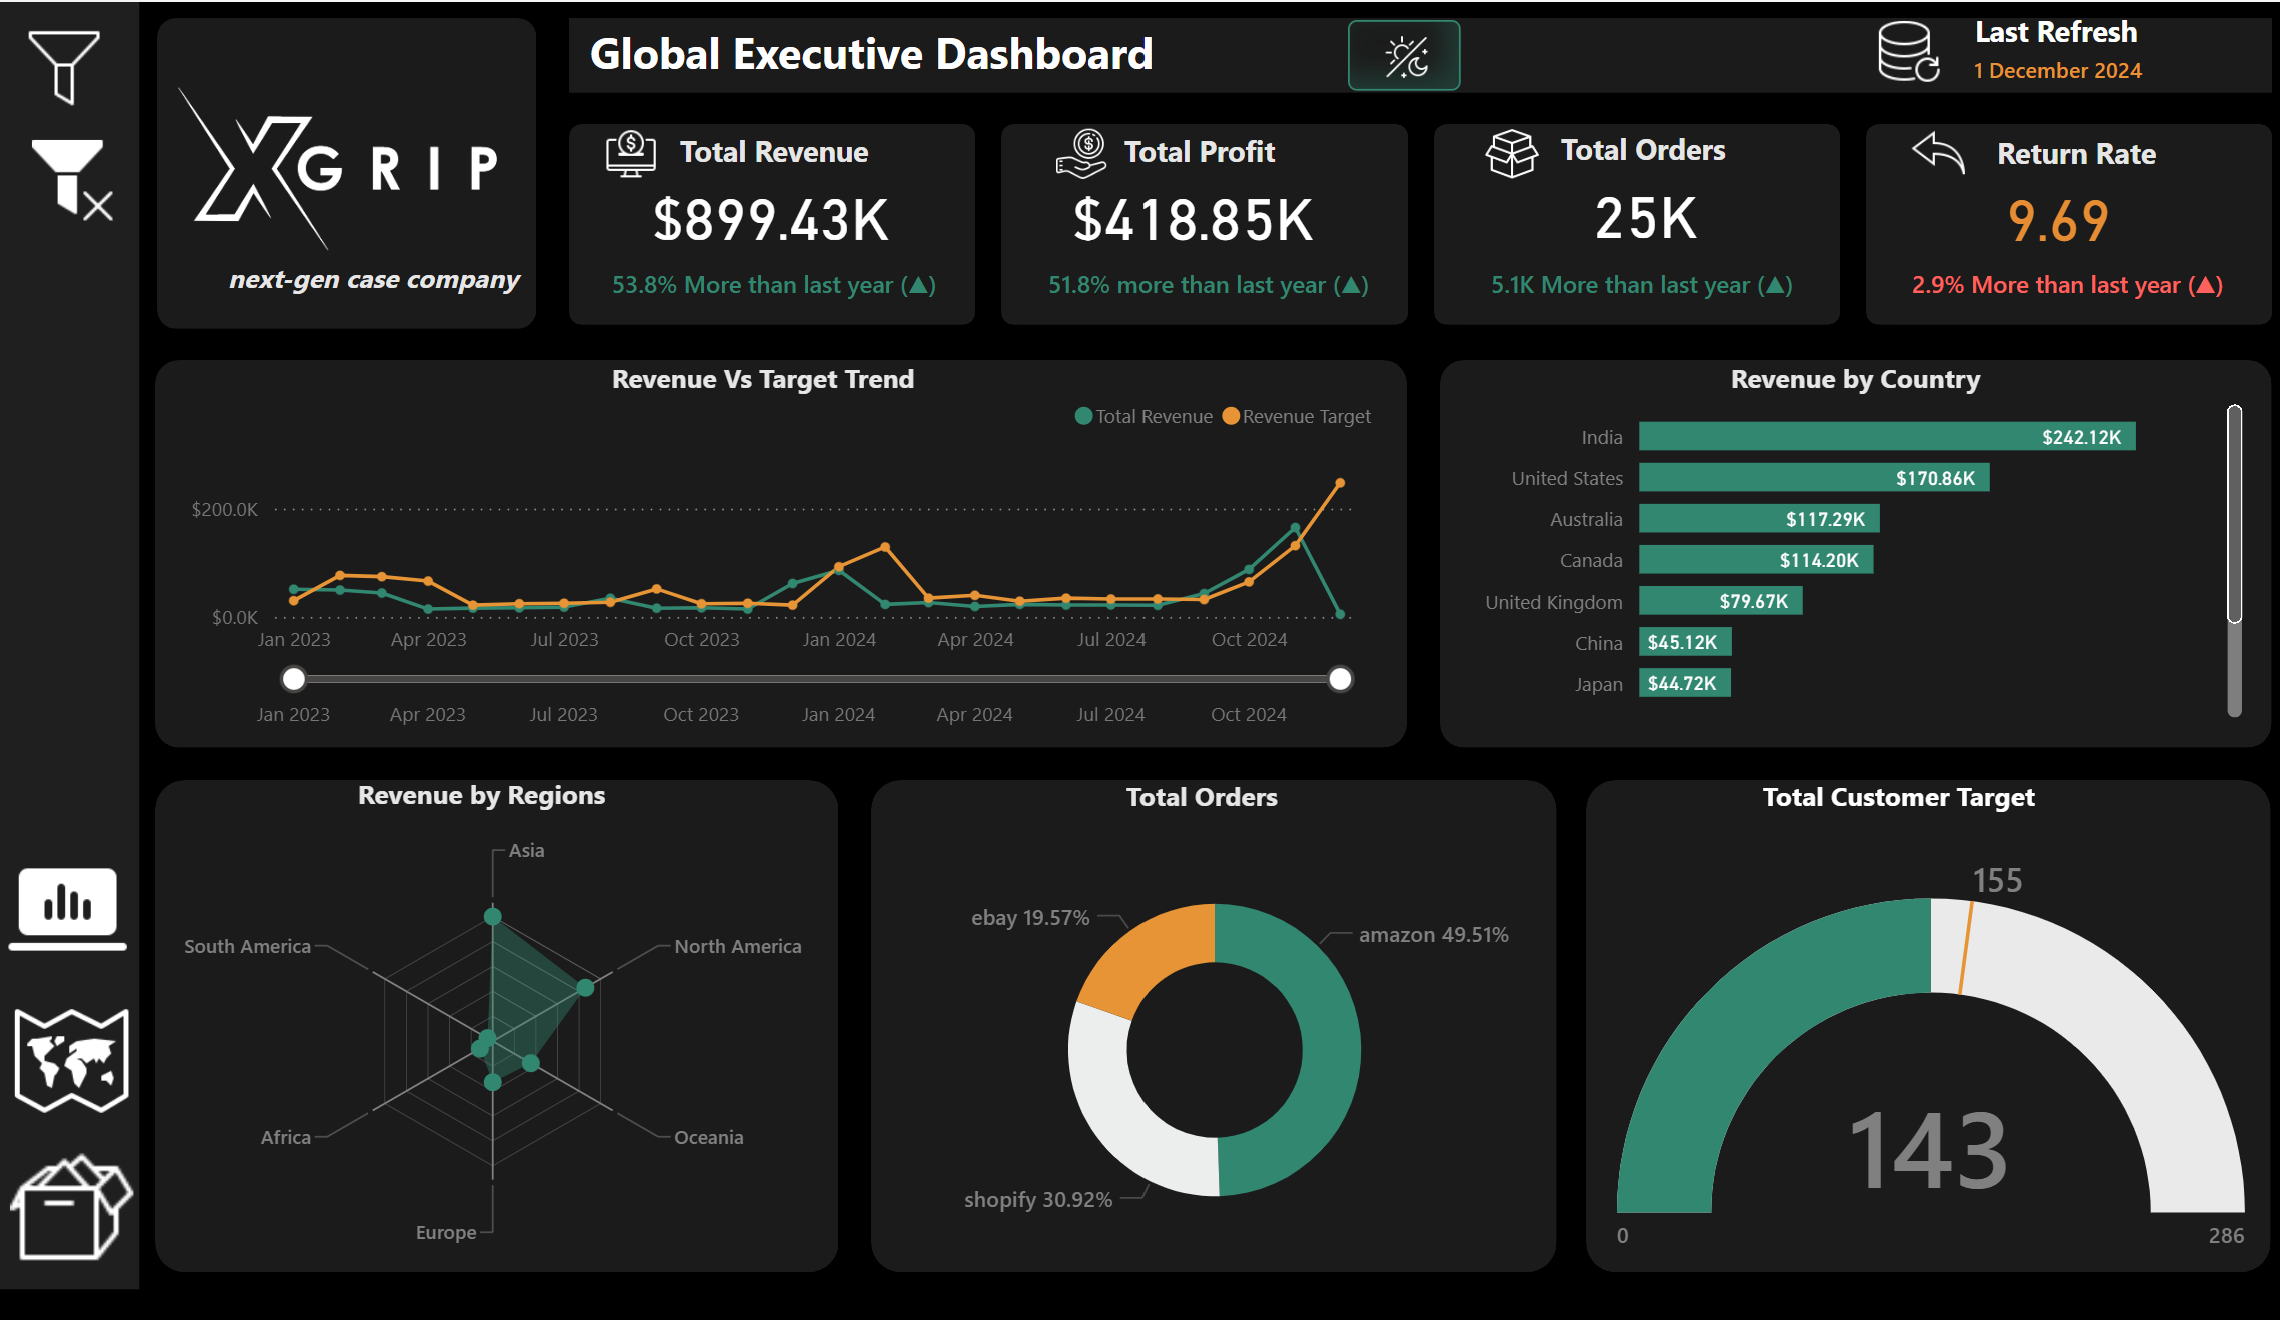 XGRIP
next-gen case company
Global Executive Dashboard
Last Refresh
1 December 2024
Total Revenue
$899.43K
53.8% More than last year (▲)
Total Profit
$418.85K
51.8% more than last year (▲)
Total Orders
25K
5.1K More than last year (▲)
Return Rate
9.69
2.9% More than last year (▲)
Revenue Vs Target Trend
Total Revenue Revenue Target
$200.0K
$0.0K
Jan 2023 Apr 2023 Jul 2023 Oct 2023 Jan 2024 Apr 2024 Jul 2024 Oct 2024
Jan 2023 Apr 2023 Jul 2023 Oct 2023 Jan 2024 Apr 2024 Jul 2024 Oct 2024
Revenue by Country
India $242.12K
United States $170.86K
Australia $117.29K
Canada $114.20K
United Kingdom $79.67K
China $45.12K
Japan $44.72K
Revenue by Regions
Asia
South America North America
Africa Oceania
Europe
Total Orders
ebay 19.57%
amazon 49.51%
shopify 30.92%
Total Customer Target
155
143
0 286